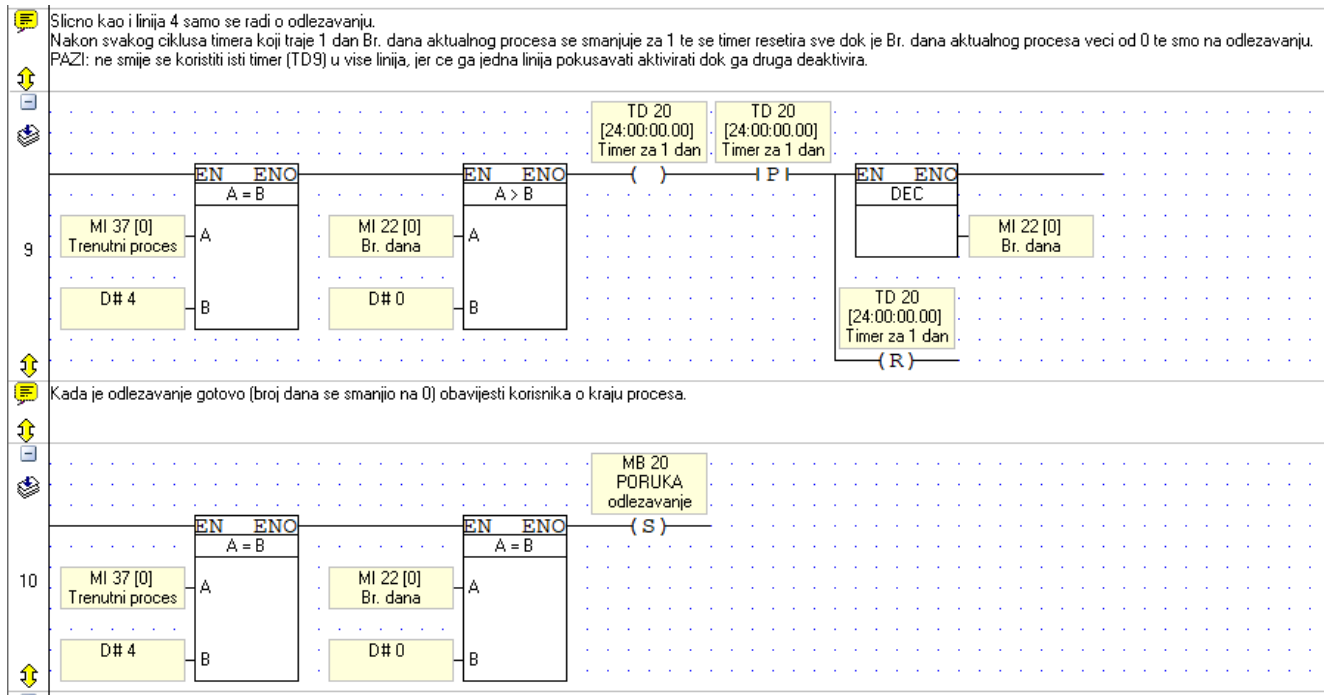 Slicno kao i linija 4 samo se radi o odlezavanju.
Nakon svakog ciklusa timera koji traje 1 dan Br. dana aktualnog procesa se smanjuje za 1 te se timer resetira sve dok je Br. dana aktualnog procesa veci od 0 te smo na odlezavanju.
PAZI: ne smije se koristiti isti timer (TD9) u vise linija, jer ce ga jedna linija pokusavati aktivirati dok ga druga deaktivira.
TD 20
[24:00:00.00]
Timer za 1 dan
TD 20
[24:00:00.00]
Timer za 1 dan
EN ENO
A = B
EN ENO
A > B
( )
P
EN ENO
DEC
MI 37 [0]
Trenutni proces
A
MI 22 [0]
Br. dana
A
MI 22 [0]
Br. dana
9
D# 4
B
D# 0
B
TD 20
[24:00:00.00]
Timer za 1 dan
(R)
Kada je odlezavanje gotovo (broj dana se smanjio na 0) obavijesti korisnika o kraju procesa.
MB 20
PORUKA
odlezavanje
EN ENO
A = B
EN ENO
A = B
(S)
10
MI 37 [0]
Trenutni proces
A
MI 22 [0]
Br. dana
A
D# 4
B
D# 0
B